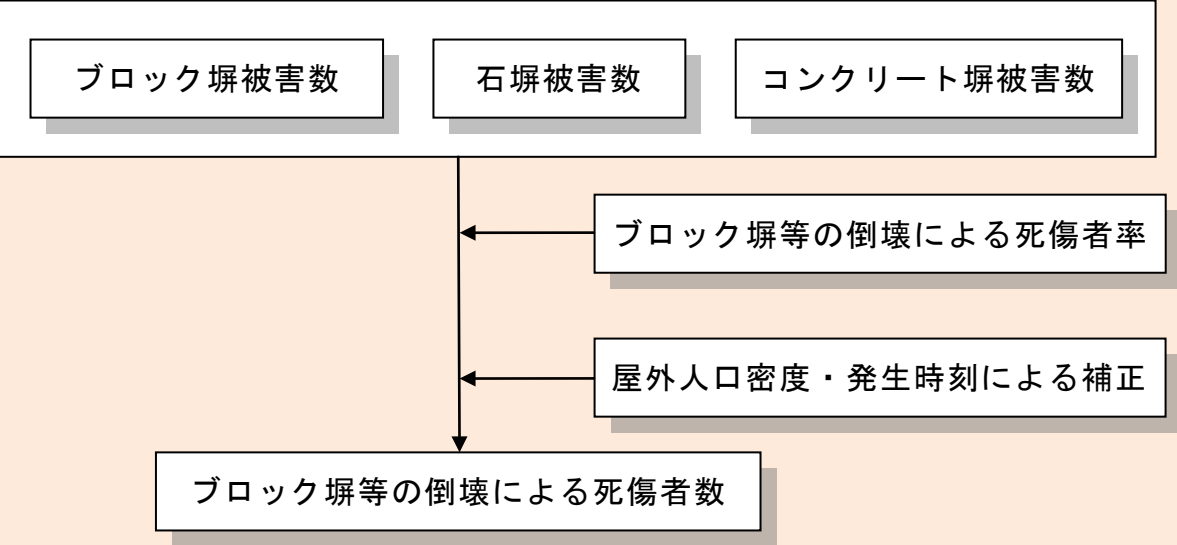 ブロック塀被害数
石塀被害数
コンクリート塀被害数
ブロック塀等の倒壊による死傷者率
屋外人口密度・発生時刻による補正
ブロック塀等の倒壊による死傷者数